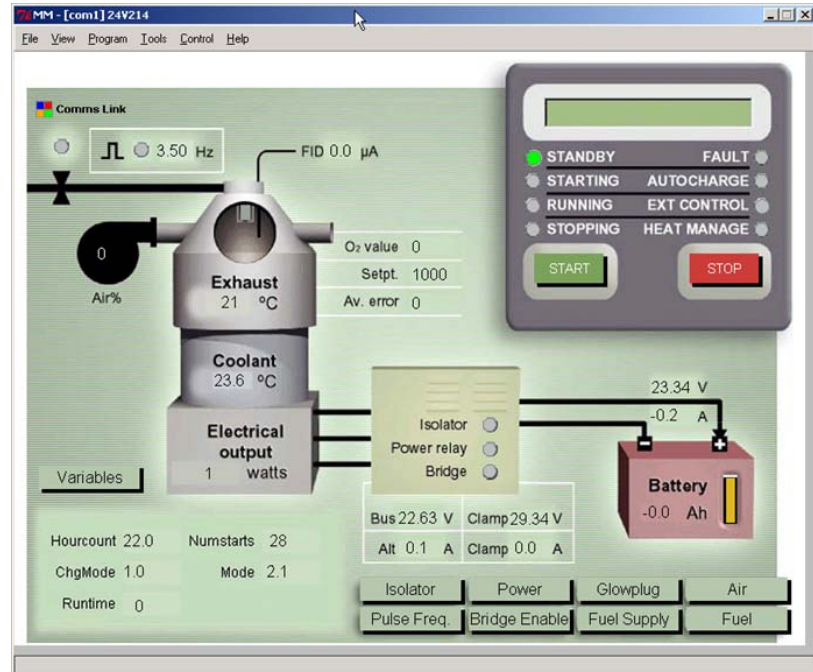 MM - [com1] 24V214
File View Program Tools Control Help
Comms Link
3.50 Hz
FID 0.0 µA
STANDBY FAULT
STARTING AUTOCHARGE
RUNNING EXT CONTROL
STOPPING HEAT MANAGE
START STOP
0
Air%
O₂ value 0
Setpt. 1000
Av. error 0
Exhaust
21 ºC
Coolant
23.6 ºC
Electrical
output
1 watts
Isolator
Power relay
Bridge
23.34 V
-0.2 A
Battery
-0.0 Ah
Variables
Bus 22.63 V Clamp 29.34 V
Alt 0.1 A Clamp 0.0 A
Hourcount 22.0 Numstarts 28
ChgMode 1.0 Mode 2.1
Runtime 0
Isolator Power Glowplug Air
Pulse Freq. Bridge Enable Fuel Supply Fuel